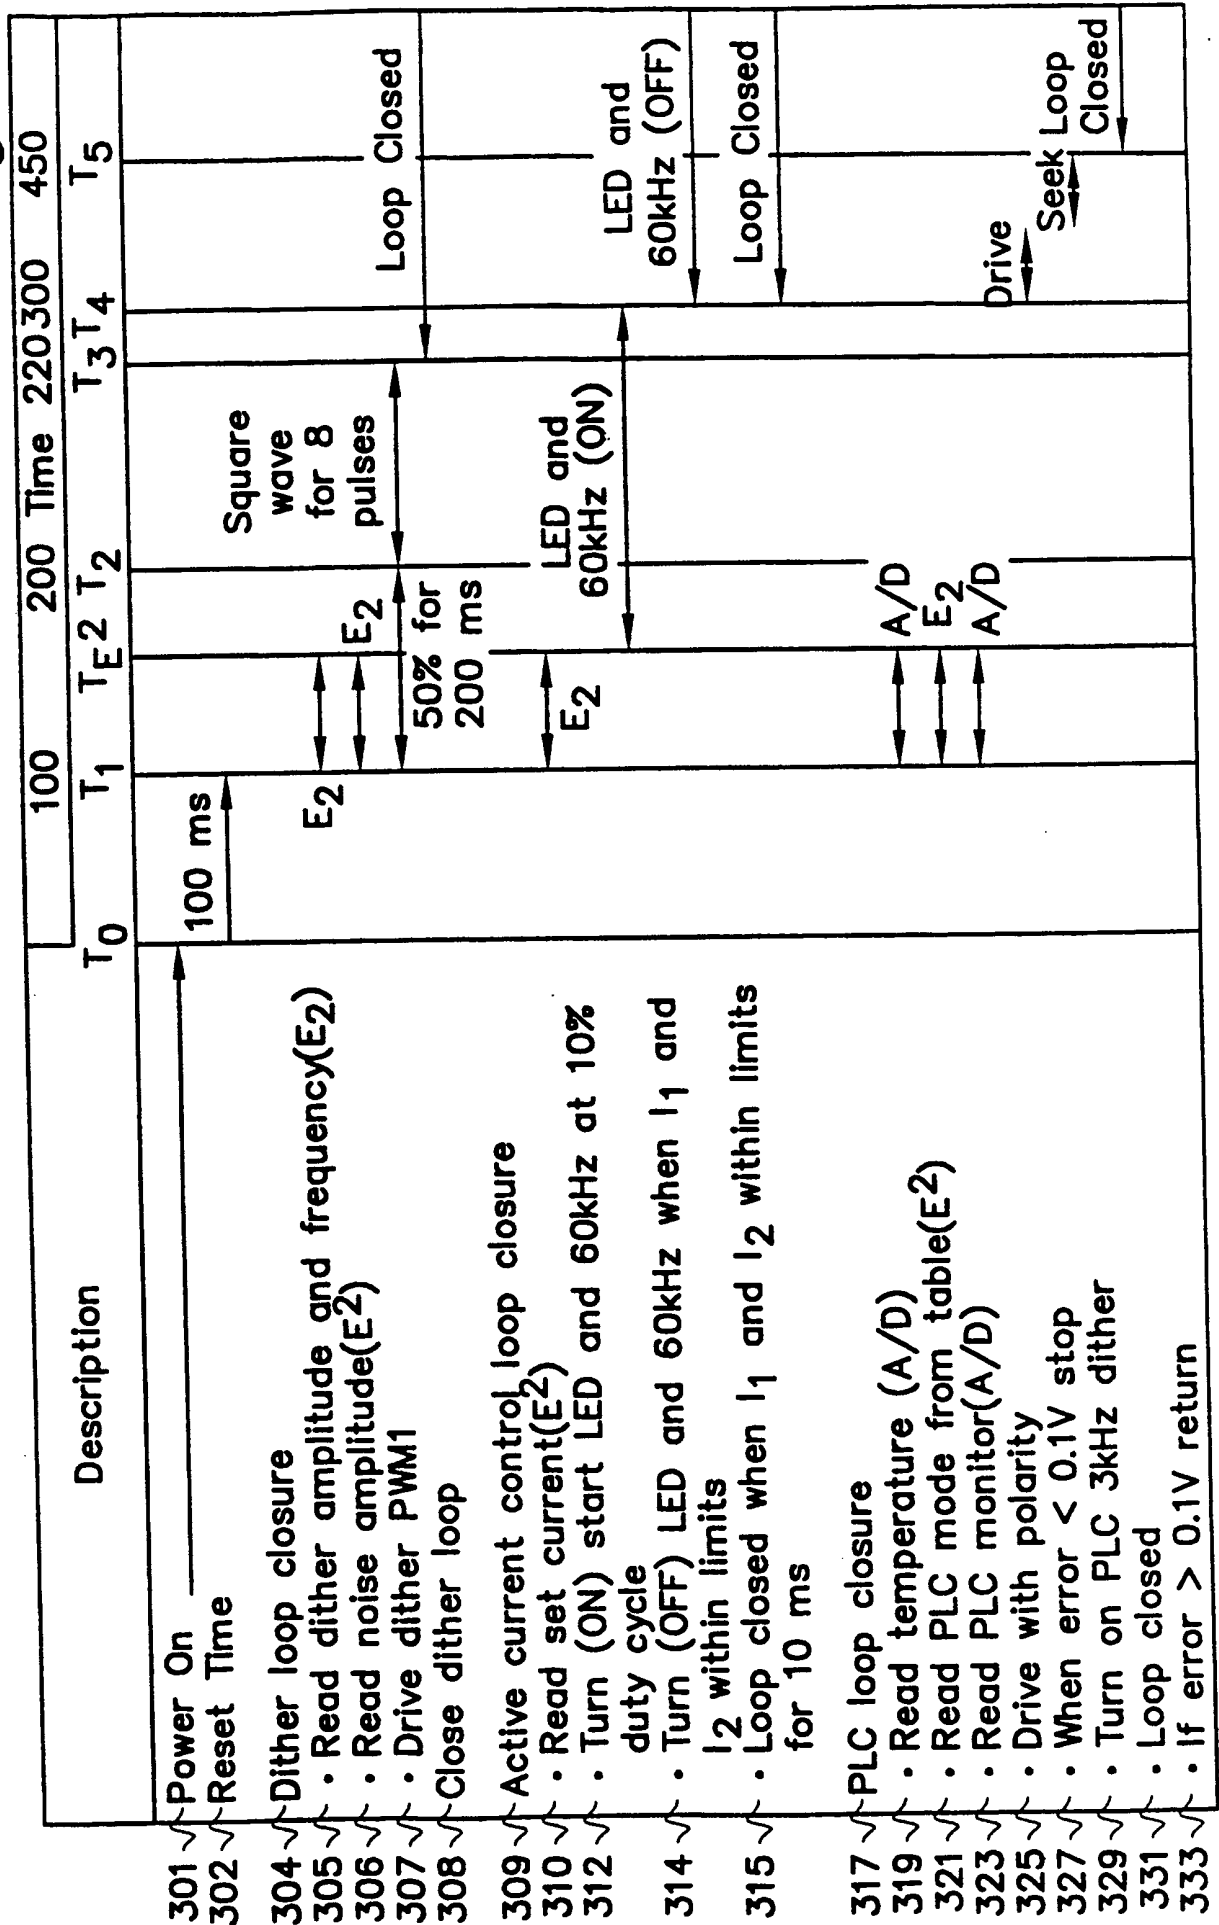 Description
100 200 Time 220 300 450
T0 T1 TE2 T2 T3 T4 T5
301 Power On
302 Reset Time
100 ms
304 Dither loop closure
305 • Read dither amplitude and frequency(E2)
E2
306 • Read noise amplitude(E2)
E2
307 • Drive dither PWM1
50% for
200 ms
Square
wave
for 8
pulses
308 Close dither loop
Loop Closed
309 Active current control loop closure
310 • Read set current(E2)
E2
312 • Turn (ON) start LED and 60kHz at 10%
duty cycle
LED and
60kHz (ON)
314 • Turn (OFF) LED and 60kHz when I1 and
I2 within limits
LED and
60kHz (OFF)
315 • Loop closed when I1 and I2 within limits
for 10 ms
Loop Closed
317 PLC loop closure
319 • Read temperature (A/D)
A/D
321 • Read PLC mode from table(E2)
E2
323 • Read PLC monitor(A/D)
A/D
325 • Drive with polarity
Drive
327 • When error < 0.1V stop
Seek
329 • Turn on PLC 3kHz dither
Loop
Closed
331 • Loop closed
333 • If error > 0.1V return